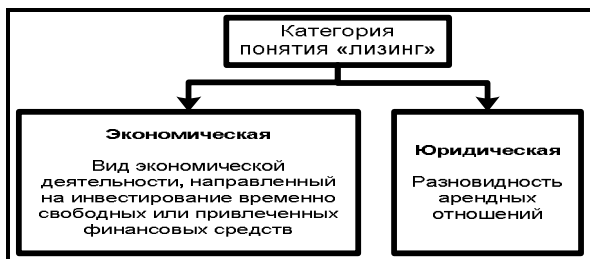 Категория
понятия «лизинг»
Экономическая
Вид экономической
деятельности, направленный
на инвестирование временно
свободных или привлеченных
финансовых средств
Юридическая
Разновидность
арендных
отношений